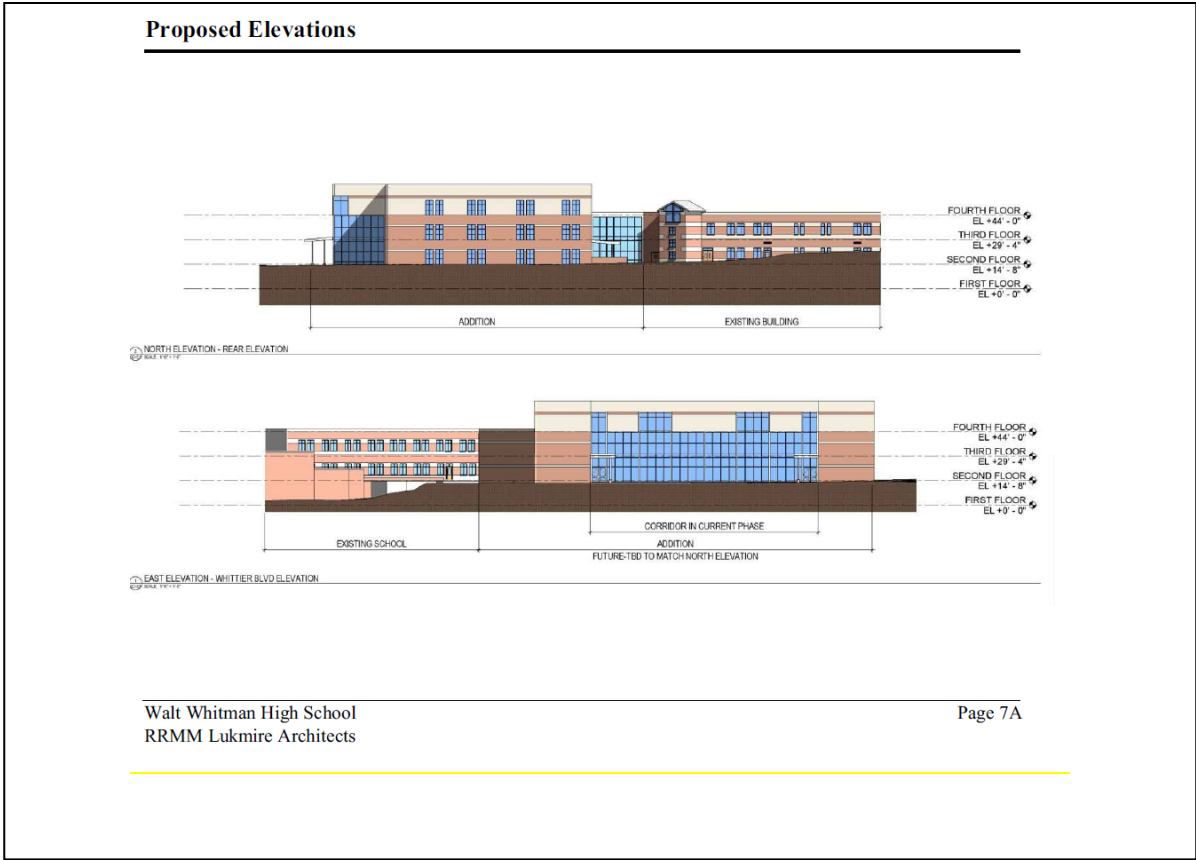 Proposed Elevations
FOURTH FLOOR
EL +44' - 0"
THIRD FLOOR
EL +29' - 4"
SECOND FLOOR
EL +14' - 8"
FIRST FLOOR
EL +0' - 0"
ADDITION
EXISTING BUILDING
NORTH ELEVATION - REAR ELEVATION
FOURTH FLOOR
EL +44' - 0"
THIRD FLOOR
EL +29' - 4"
SECOND FLOOR
EL +14' - 8"
FIRST FLOOR
EL +0' - 0"
CORRIDOR IN CURRENT PHASE
EXISTING SCHOOL
ADDITION
FUTURE-TBD TO MATCH NORTH ELEVATION
EAST ELEVATION - WHITTIER BLVD ELEVATION
Walt Whitman High School
Page 7A
RRMM Lukmire Architects